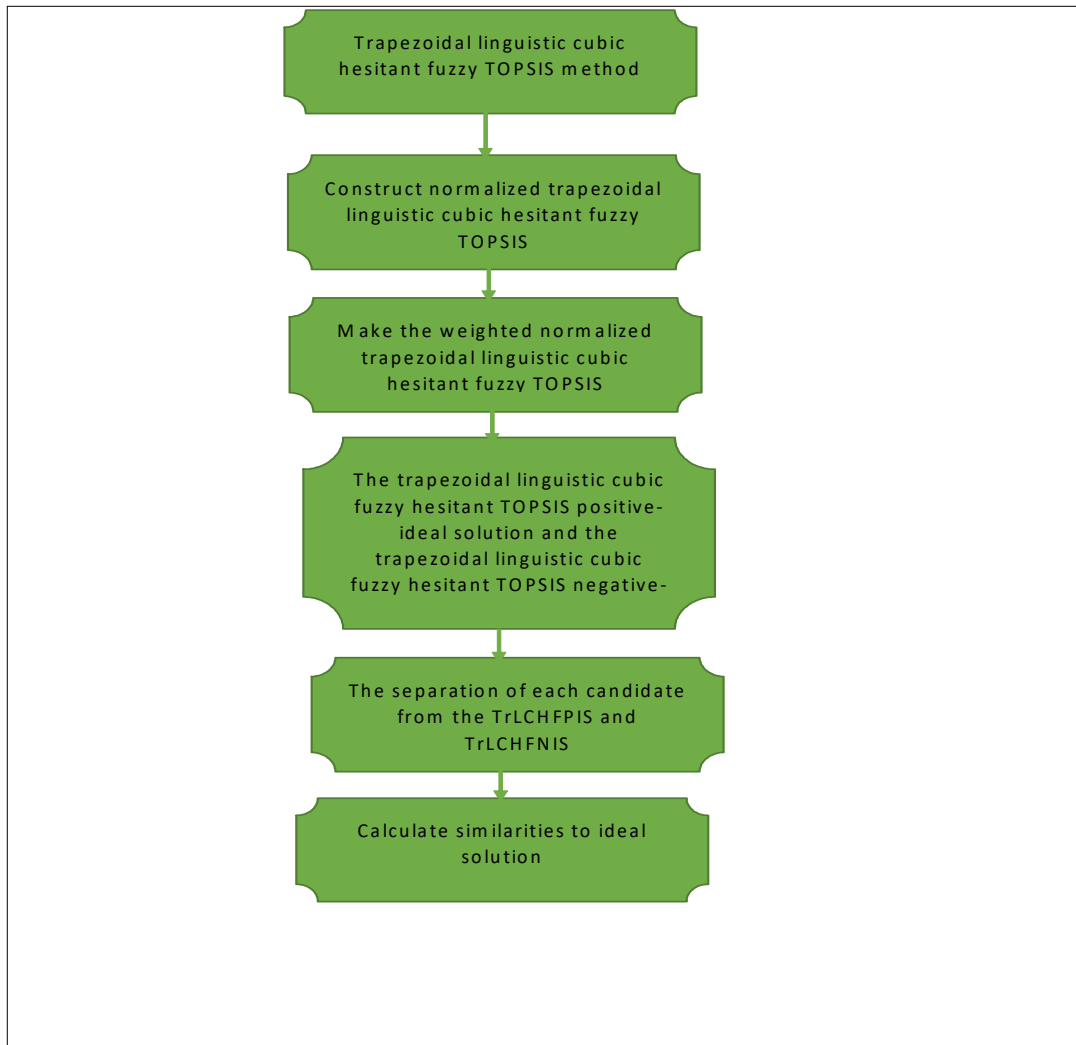 Trapezoidal linguistic cubic
hesitant fuzzy TOPSIS method
Construct normalized trapezoidal
linguistic cubic hesitant fuzzy
TOPSIS
Make the weighted normalized
trapezoidal linguistic cubic
hesitant fuzzy TOPSIS
The trapezoidal linguistic cubic
fuzzy hesitant TOPSIS positive-
ideal solution and the
trapezoidal linguistic cubic
fuzzy hesitant TOPSIS negative-
The separation of each candidate
from the TrLCHFPIS and
TrLCHFNIS
Calculate similarities to ideal
solution